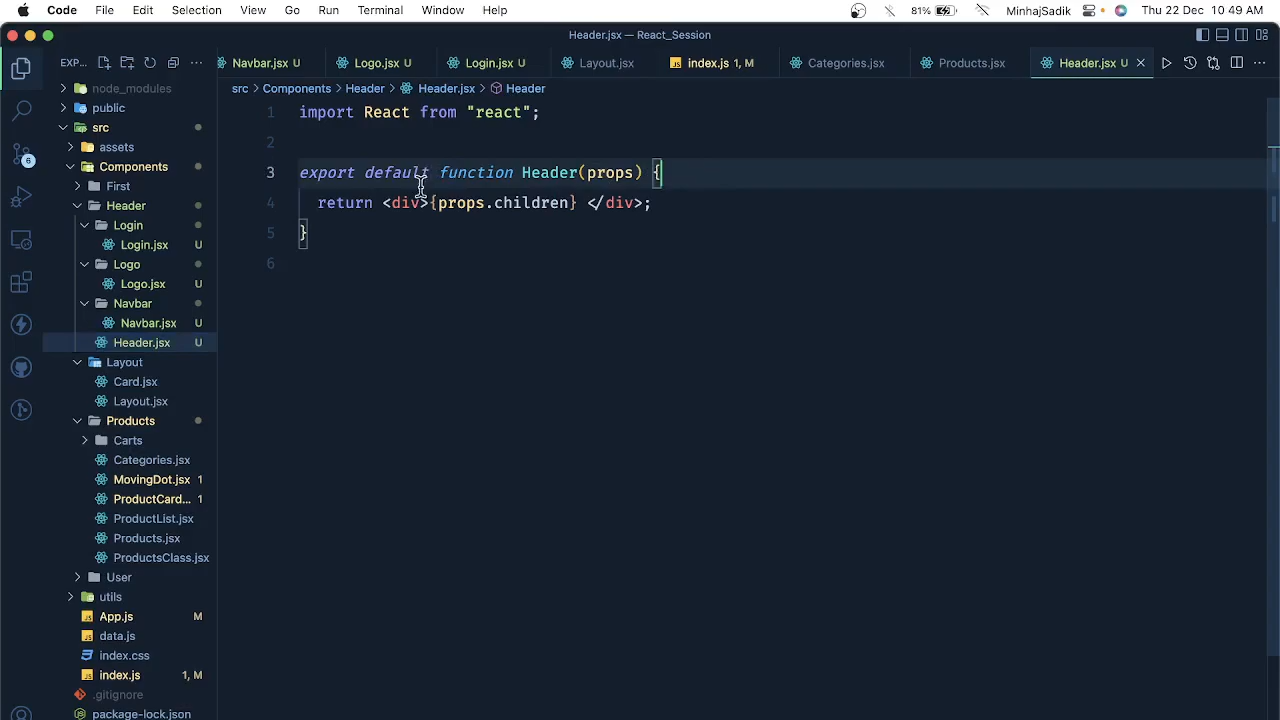 Code File Edit Selection View Go Run Terminal Window Help 81% MinhajSadik Thu 22 Dec 10:49 AM
Header.jsx — React_Session
EXP... ...
Navbar.jsx U Logo.jsx U Login.jsx U Layout.jsx JS index.js 1, M Categories.jsx Products.jsx Header.jsx U
src > Components > Header > Header.jsx > Header
node_modules
public
src
assets
Components
First
Header
Login
Login.jsx U
Logo
Logo.jsx U
Navbar
Navbar.jsx U
Header.jsx U
Layout
Card.jsx
Layout.jsx
Products
Carts
Categories.jsx
MovingDot.jsx 1
ProductCard... 1
ProductList.jsx
Products.jsx
ProductsClass.jsx
User
utils
JS App.js M
JS data.js
index.css
JS index.js 1, M
.gitignore
package-lock.json
6
1 import React from "react";
2
3 export default function Header(props) {
4 return <div>{props.children} </div>;
5 }
6